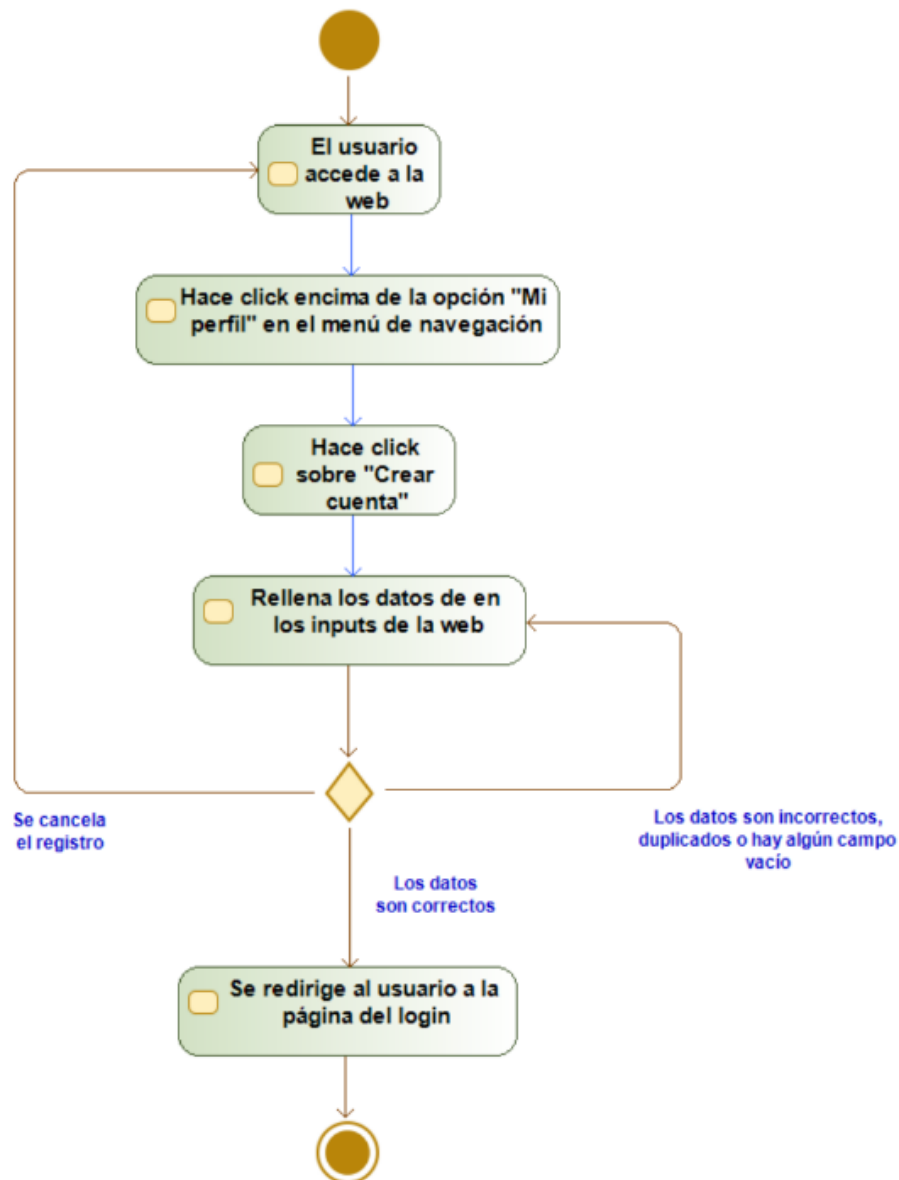 El usuario
accede a la
web
Hace click encima de la opción "Mi
perfil" en el menú de navegación
Hace click
sobre "Crear
cuenta"
Rellena los datos de en
los inputs de la web
Se cancela
el registro
Los datos son incorrectos,
duplicados o hay algún campo
vacío
Los datos
son correctos
Se redirige al usuario a la
página del login